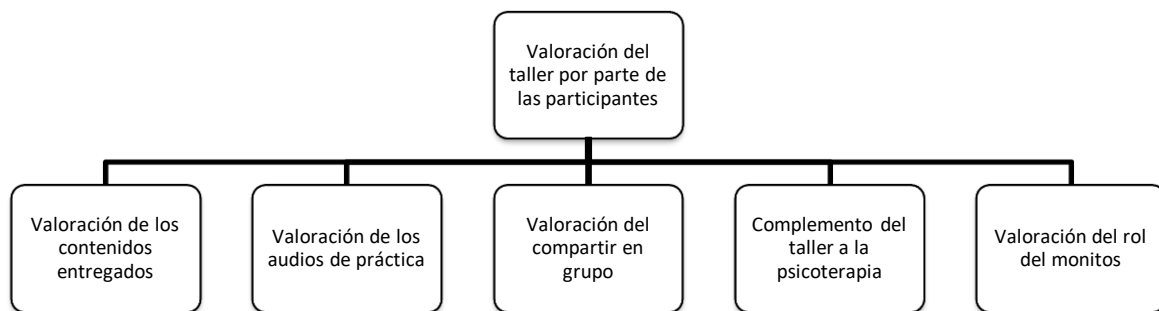 Valoración del
taller por parte de
las participantes
Valoración de los
contenidos
entregados
Valoración de los
audios de práctica
Valoración del
compartir en
grupo
Complemento del
taller a la
psicoterapia
Valoración del rol
del monitos